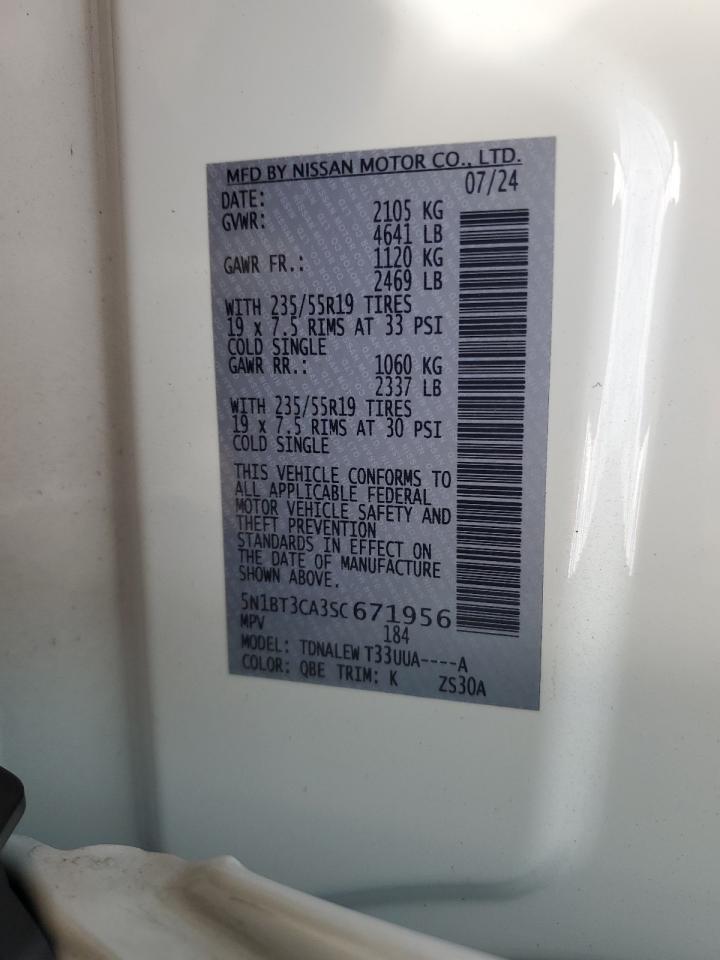 MFD BY NISSAN MOTOR CO., LTD.
DATE: 07/24
GVWR: 2105 KG
4641 LB
GAWR FR.: 1120 KG
2469 LB
WITH 235/55R19 TIRES
19 x 7.5 RIMS AT 33 PSI
COLD SINGLE
GAWR RR.: 1060 KG
2337 LB
WITH 235/55R19 TIRES
19 x 7.5 RIMS AT 30 PSI
COLD SINGLE
THIS VEHICLE CONFORMS TO
ALL APPLICABLE FEDERAL
MOTOR VEHICLE SAFETY AND
THEFT PREVENTION
STANDARDS IN EFFECT ON
THE DATE OF MANUFACTURE
SHOWN ABOVE.
5N1BT3CA3SC671956
MPV 184
MODEL: TDNALEW T33UUA----A
COLOR: QBE TRIM: K ZS30A